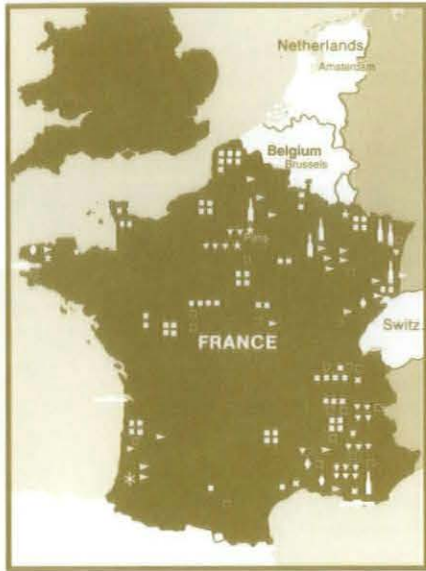 Netherlands
Amsterdam
Belgium
Brussels
Paris
Switz.
FRANCE